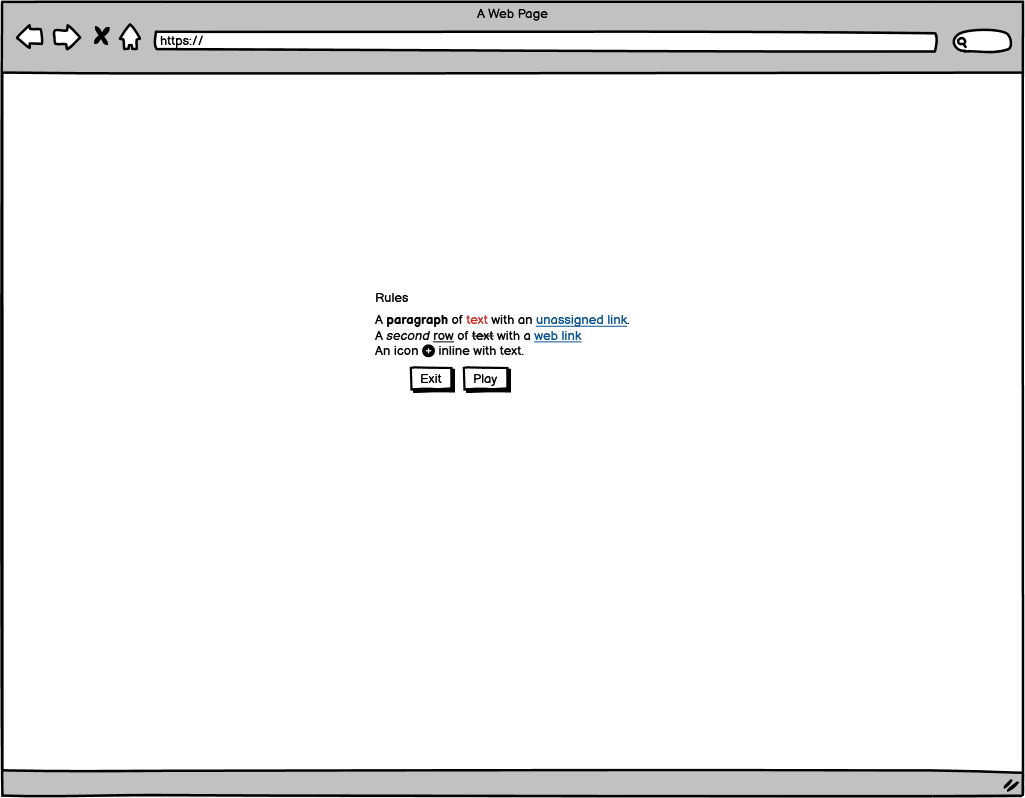 A Web Page
https://
Rules
A paragraph of text with an unassigned link.
A second row of text with a web link
An icon inline with text.
Exit Play